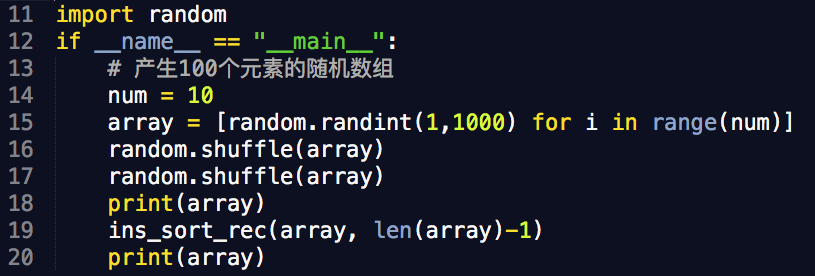 11 import random
12 if __name__ == "__main__":
13     # 产生100个元素的随机数组
14     num = 10
15     array = [random.randint(1,1000) for i in range(num)]
16     random.shuffle(array)
17     random.shuffle(array)
18     print(array)
19     ins_sort_rec(array, len(array)-1)
20     print(array)